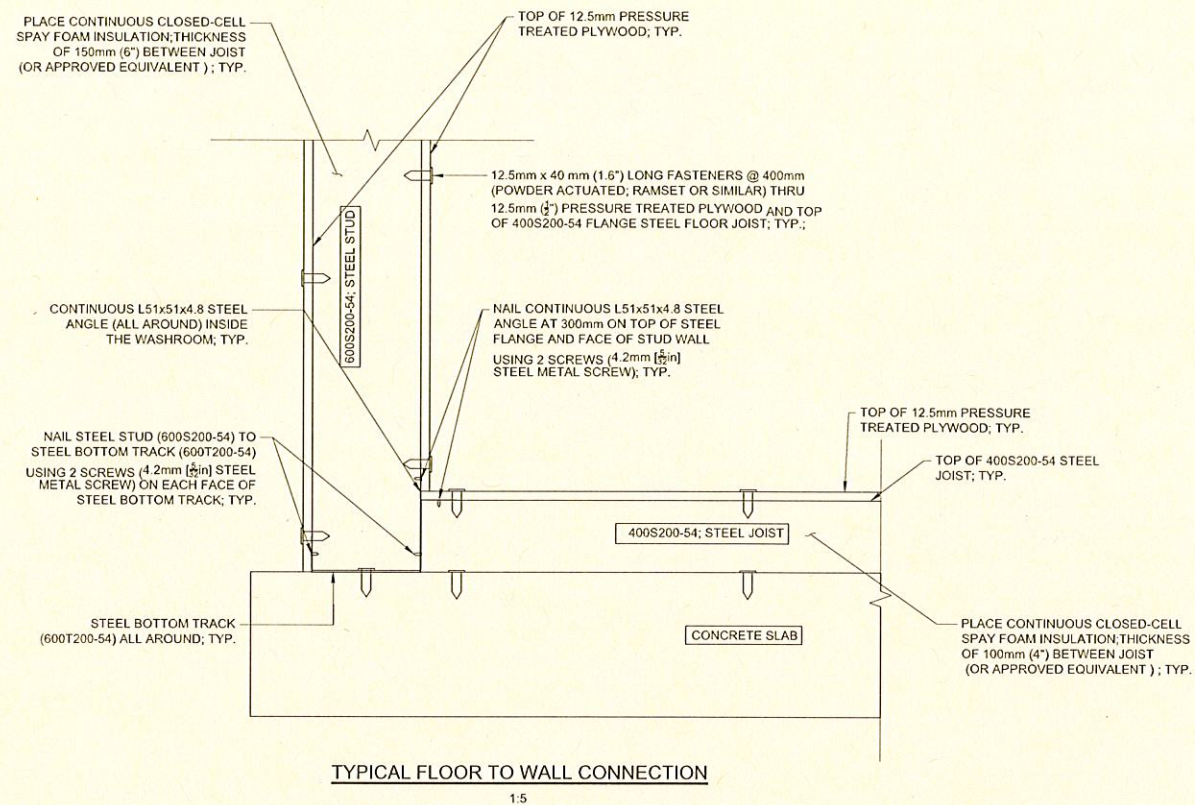 PLACE CONTINUOUS CLOSED-CELL
SPAY FOAM INSULATION;THICKNESS
OF 150mm (6") BETWEEN JOIST
(OR APPROVED EQUIVALENT ) ; TYP.
TOP OF 12.5mm PRESSURE
TREATED PLYWOOD; TYP.
12.5mm x 40 mm (1.6") LONG FASTENERS @ 400mm
(POWDER ACTUATED; RAMSET OR SIMILAR) THRU
12.5mm (1/2") PRESSURE TREATED PLYWOOD AND TOP
OF 400S200-54 FLANGE STEEL FLOOR JOIST; TYP.;
600S200-54; STEEL STUD
CONTINUOUS L51x51x4.8 STEEL
ANGLE (ALL AROUND) INSIDE
THE WASHROOM; TYP.
NAIL CONTINUOUS L51x51x4.8 STEEL
ANGLE AT 300mm ON TOP OF STEEL
FLANGE AND FACE OF STUD WALL
USING 2 SCREWS (4.2mm [5/32in]
STEEL METAL SCREW); TYP.
NAIL STEEL STUD (600S200-54) TO
STEEL BOTTOM TRACK (600T200-54)
USING 2 SCREWS (4.2mm [5/32in] STEEL
METAL SCREW) ON EACH FACE OF
STEEL BOTTOM TRACK; TYP.
TOP OF 12.5mm PRESSURE
TREATED PLYWOOD; TYP.
TOP OF 400S200-54 STEEL
JOIST; TYP.
400S200-54; STEEL JOIST
STEEL BOTTOM TRACK
(600T200-54) ALL AROUND; TYP.
CONCRETE SLAB
PLACE CONTINUOUS CLOSED-CELL
SPAY FOAM INSULATION;THICKNESS
OF 100mm (4") BETWEEN JOIST
(OR APPROVED EQUIVALENT ) ; TYP.
TYPICAL FLOOR TO WALL CONNECTION
1:5